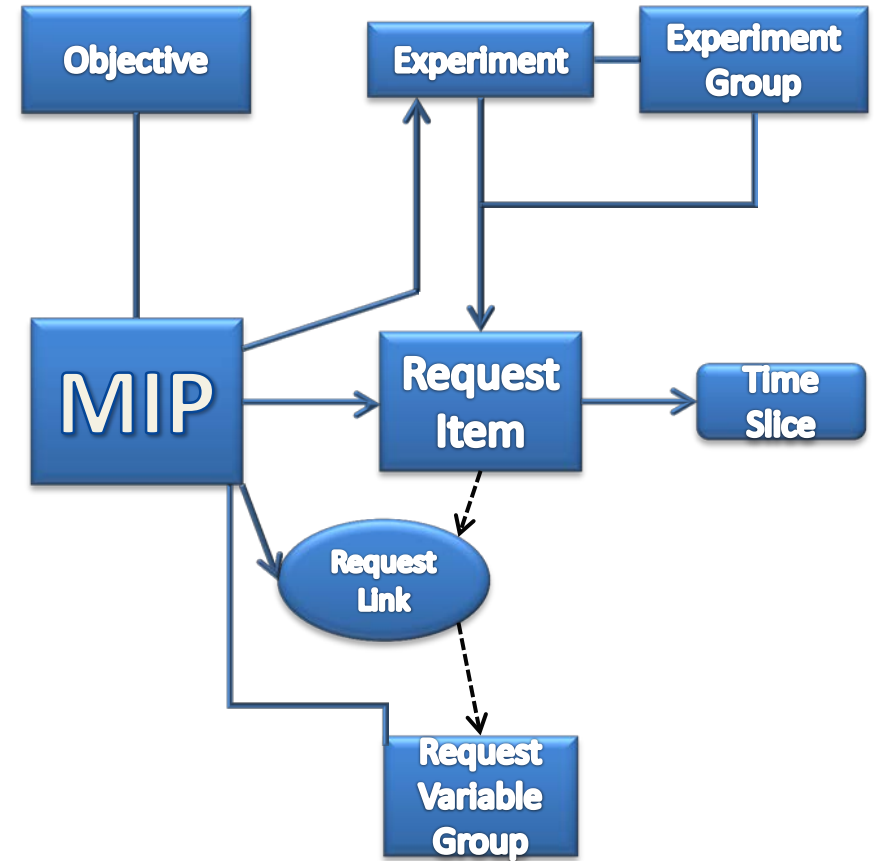 Objective
Experiment
Experiment
Group
MIP
Request
Item
Time
Slice
Request
Link
Request
Variable
Group